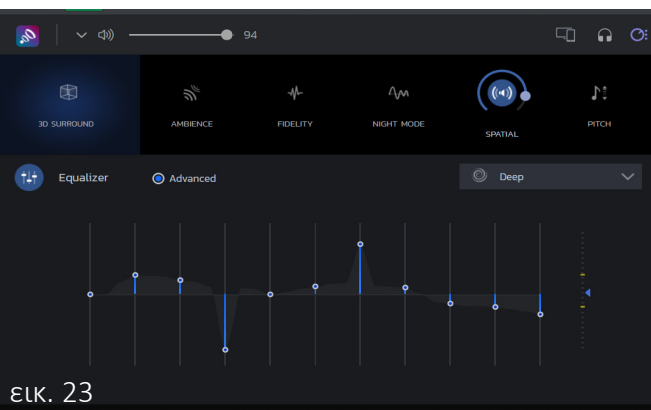 94
3D SURROUND
AMBIENCE
FIDELITY
NIGHT MODE
SPATIAL
PITCH
Equalizer
Advanced
Deep
εικ. 23